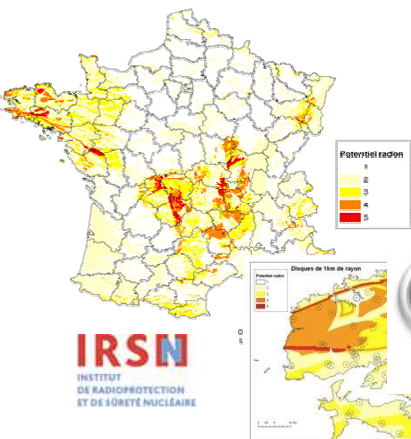 Potentiel radon
1
2
3
4
5
Disques de 1km de rayon
Potentiel radon
IRSN
INSTITUT
DE RADIOPROTECTION
ET DE SÛRETÉ NUCLÉAIRE